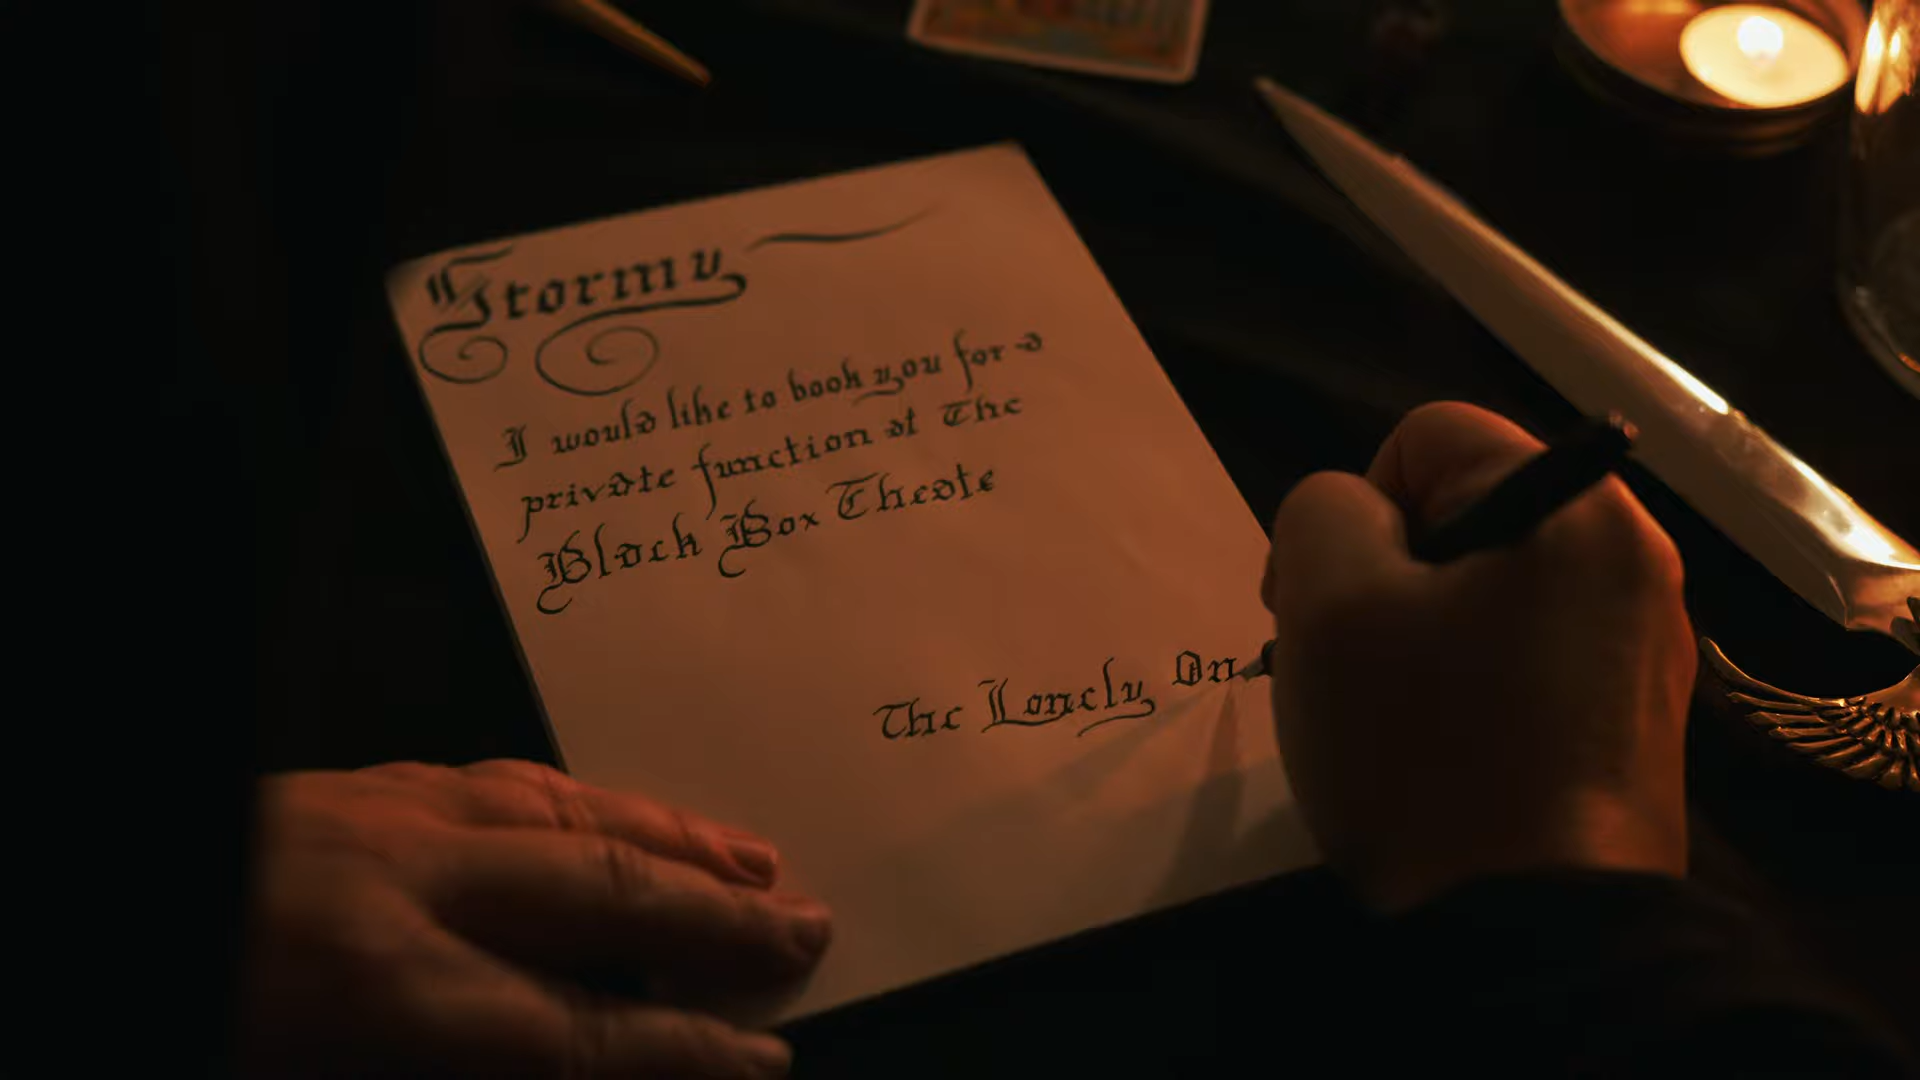 Stormy
I would like to book you for a
private function at The
Black Box Theate
The Lonely On